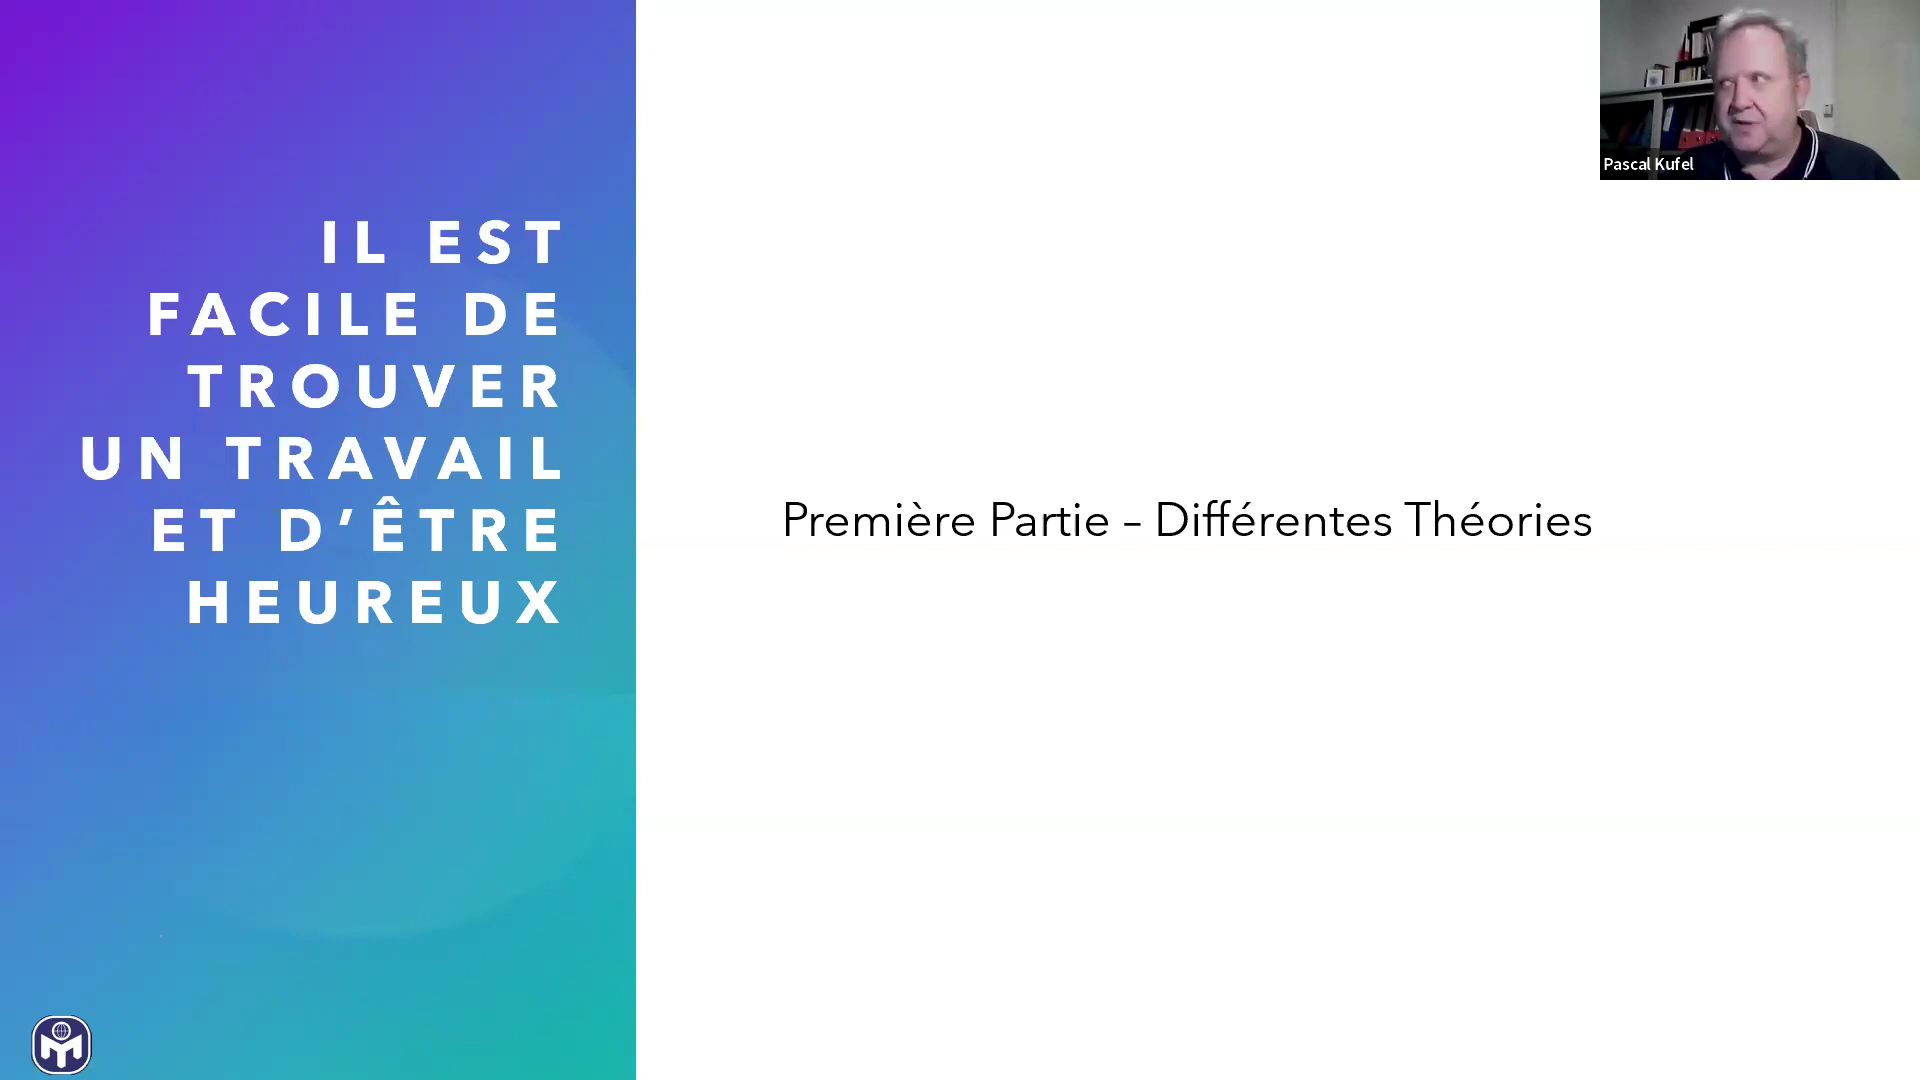 IL EST
FACILE DE
TROUVER
UN TRAVAIL
ET D’ÊTRE
HEUREUX
Première Partie – Différentes Théories
Pascal Kufel